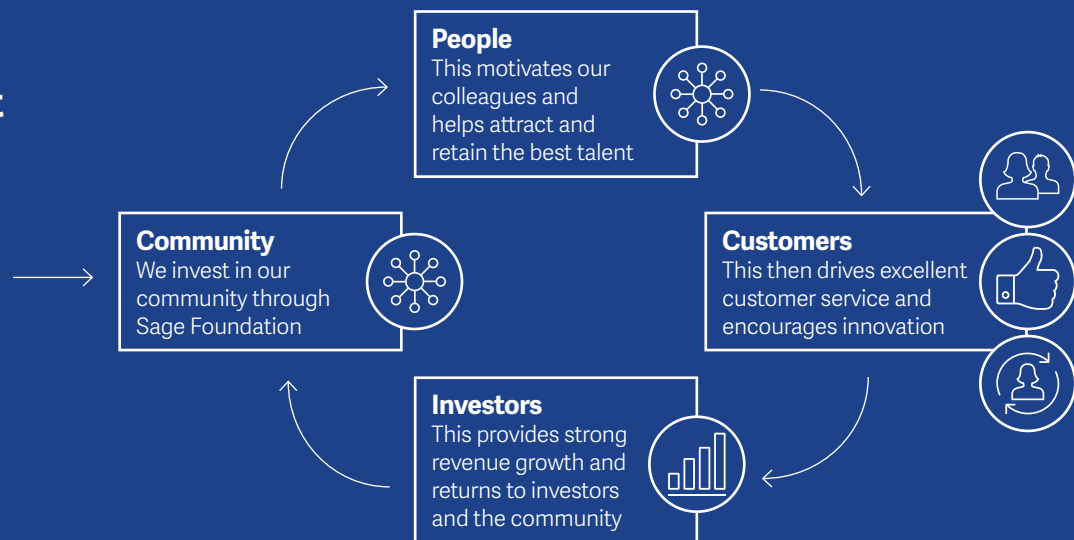 People
This motivates our
colleagues and
helps attract and
retain the best talent
Community
We invest in our
community through
Sage Foundation
Customers
This then drives excellent
customer service and
encourages innovation
Investors
This provides strong
revenue growth and
returns to investors
and the community